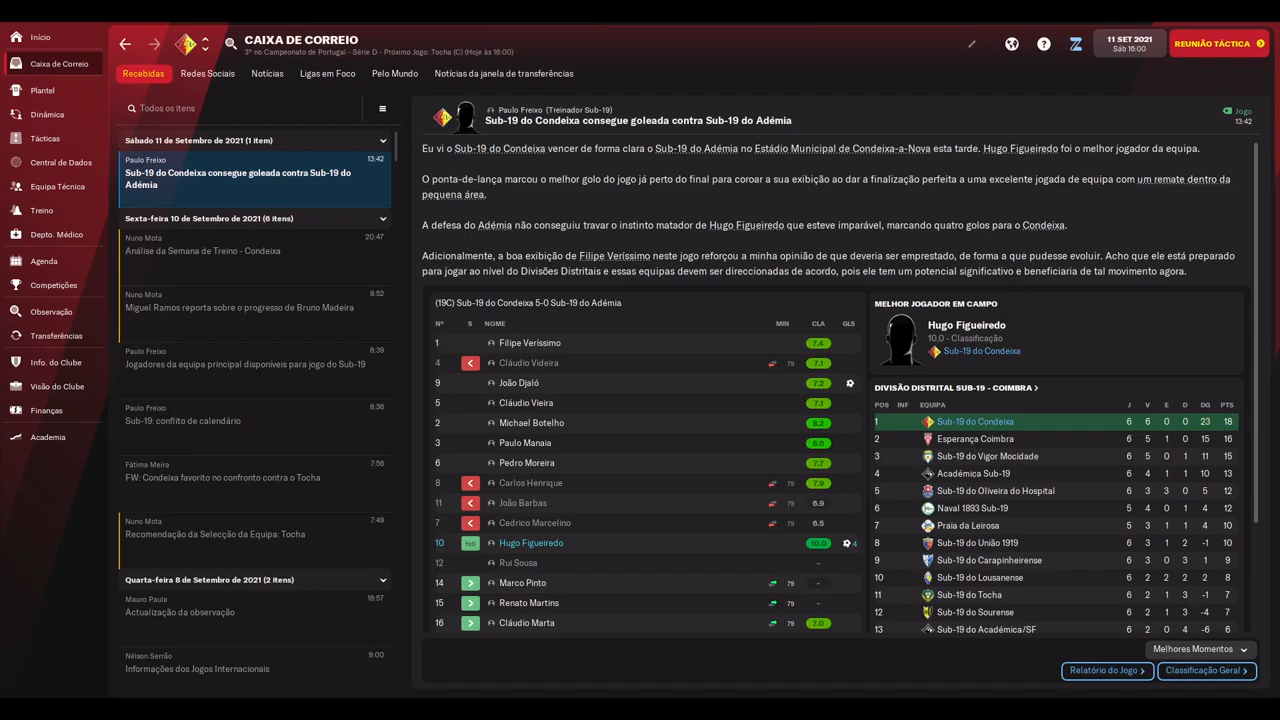 Início
Caixa de Correio
Plantel
Dinâmica
Tácticas
Central de Dados
Equipa Técnica
Treino
Depto. Médico
Agenda
Competições
Observação
Transferências
Info. do Clube
Visão do Clube
Finanças
Academia
CAIXA DE CORREIO
3º no Campeonato de Portugal - Série D - Próximo Jogo: Tocha (C) (Hoje às 16:00)
11 SET 2021
Sáb 16:00
REUNIÃO TÁCTICA
Recebidas Redes Sociais Notícias Ligas em Foco Pelo Mundo Notícias da janela de transferências
Todos os itens
Sábado 11 de Setembro de 2021 (1 item)
Paulo Freixo 13:42
Sub-19 do Condeixa consegue goleada contra Sub-19 do
Adémia
Sexta-feira 10 de Setembro de 2021 (6 itens)
Nuno Mota 20:47
Análise da Semana de Treino - Condeixa
Nuno Mota 8:52
Miguel Ramos reporta sobre o progresso de Bruno Madeira
Paulo Freixo 8:39
Jogadores da equipa principal disponíveis para jogo do Sub-19
Paulo Freixo 8:36
Sub-19: conflito de calendário
Fátima Meira 7:56
FW: Condeixa favorito no confronto contra o Tocha
Nuno Mota 7:49
Recomendação da Selecção da Equipa: Tocha
Quarta-feira 8 de Setembro de 2021 (2 itens)
Mauro Paula 16:57
Actualização da observação
Nélson Serrão 9:00
Informações dos Jogos Internacionais
Paulo Freixo (Treinador Sub-19)
Sub-19 do Condeixa consegue goleada contra Sub-19 do Adémia
Jogo
13:42
Eu vi o Sub-19 do Condeixa vencer de forma clara o Sub-19 do Adémia no Estádio Municipal de Condeixa-a-Nova esta tarde. Hugo Figueiredo foi o melhor jogador da equipa.
O ponta-de-lança marcou o melhor golo do jogo já perto do final para coroar a sua exibição ao dar a finalização perfeita a uma excelente jogada de equipa com um remate dentro da
pequena área.
A defesa do Adémia não conseguiu travar o instinto matador de Hugo Figueiredo que esteve imparável, marcando quatro golos para o Condeixa.
Adicionalmente, a boa exibição de Filipe Veríssimo neste jogo reforçou a minha opinião de que deveria ser emprestado, de forma a que pudesse evoluir. Acho que ele está preparado
para jogar ao nível do Divisões Distritais e essas equipas devem ser direccionadas de acordo, pois ele tem um potencial significativo e beneficiaria de tal movimento agora.
(19C) Sub-19 do Condeixa 5-0 Sub-19 do Adémia
Nº S NOME MIN CLA GLS
1 Filipe Veríssimo 7.4
4 Cláudio Videira 79 7.1
9 João Djaló 7.2
5 Cláudio Vieira 7.1
2 Michael Botelho 8.2
3 Paulo Manaia 8.6
6 Pedro Moreira 7.7
8 Carlos Henrique 79 7.9
11 João Barbas 79 6.9
7 Cedrico Marcelino 79 6.5
10 HdJ Hugo Figueiredo 10.0 4
12 Rui Sousa -
14 Marco Pinto 79 -
15 Renato Martins 79 -
16 Cláudio Marta 79 7.0
MELHOR JOGADOR EM CAMPO
Hugo Figueiredo
10,0 - Classificação
Sub-19 do Condeixa
DIVISÃO DISTRITAL SUB-19 - COIMBRA
POS INF EQUIPA J V E D DG PTS
1 Sub-19 do Condeixa 6 6 0 0 23 18
2 Esperança Coimbra 6 5 1 0 15 16
3 Sub-19 do Vigor Mocidade 6 5 0 1 11 15
4 Académica Sub-19 6 4 1 1 10 13
5 Sub-19 do Oliveira do Hospital 6 3 3 0 5 12
6 Naval 1893 Sub-19 5 4 0 1 4 12
7 Praia da Leirosa 5 3 1 1 4 10
8 Sub-19 do União 1919 6 3 1 2 -1 10
9 Sub-19 do Carapinheirense 6 3 0 3 1 9
10 Sub-19 do Lousanense 6 2 2 2 2 8
11 Sub-19 do Tocha 6 2 1 3 -1 7
12 Sub-19 do Sourense 6 2 1 3 -4 7
13 Sub-19 do Académica/SF 6 2 0 4 -6 6
Melhores Momentos
Relatório do Jogo
Classificação Geral